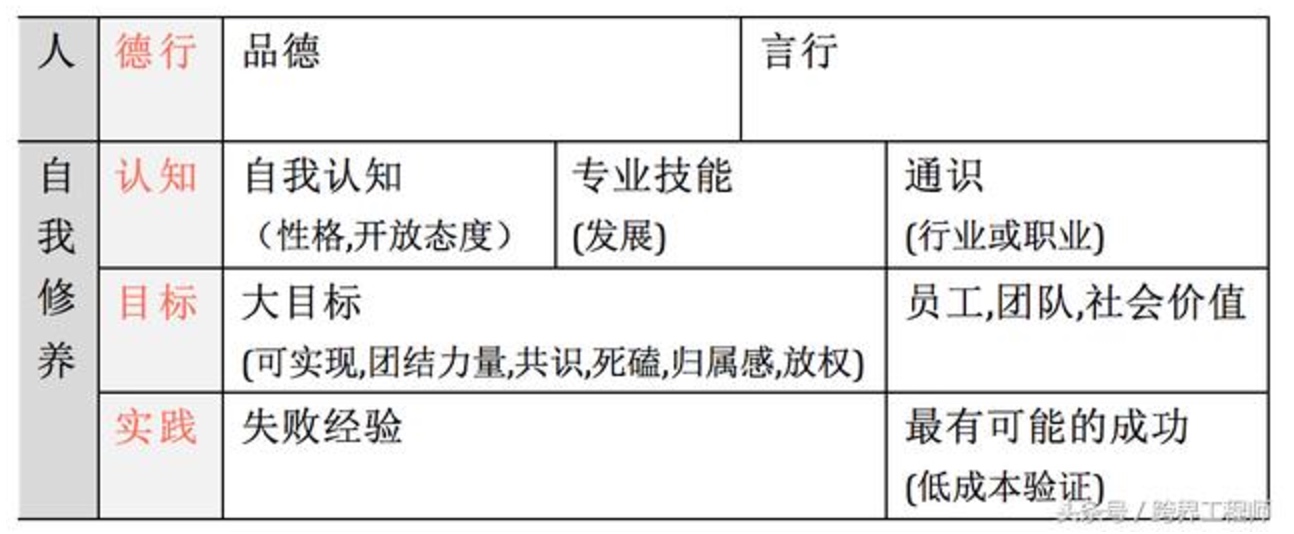 人 德行 品德 言行
自我修养 认知 自我认知 专业技能 通识
（性格,开放态度） (发展) (行业或职业)
目标 大目标 员工,团队,社会价值
(可实现,团结力量,共识,死磕,归属感,放权)
实践 失败经验 最有可能的成功
(低成本验证)
头条号 / 跨界工程师